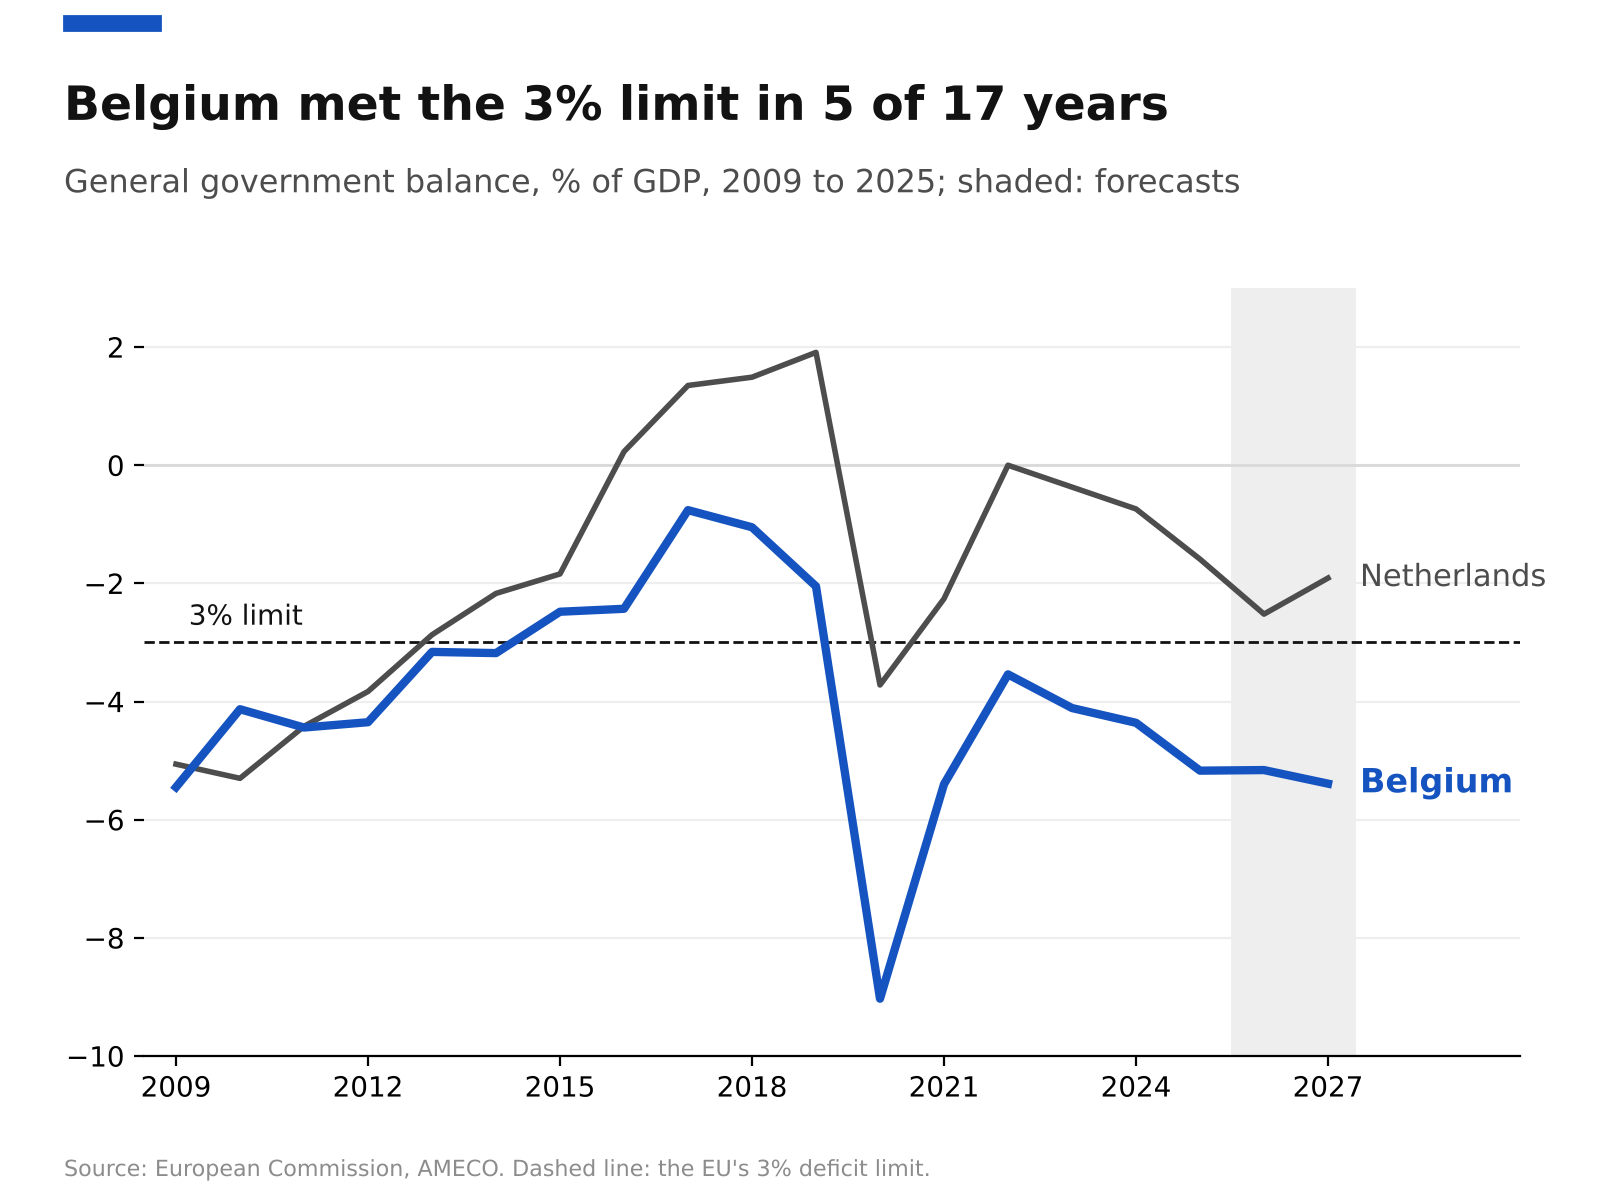 Belgium met the 3% limit in 5 of 17 years
General government balance, % of GDP, 2009 to 2025; shaded: forecasts
2
0
−2
−4
−6
−8
−10
3% limit
Netherlands
Belgium
2009 2012 2015 2018 2021 2024 2027
Source: European Commission, AMECO. Dashed line: the EU's 3% deficit limit.